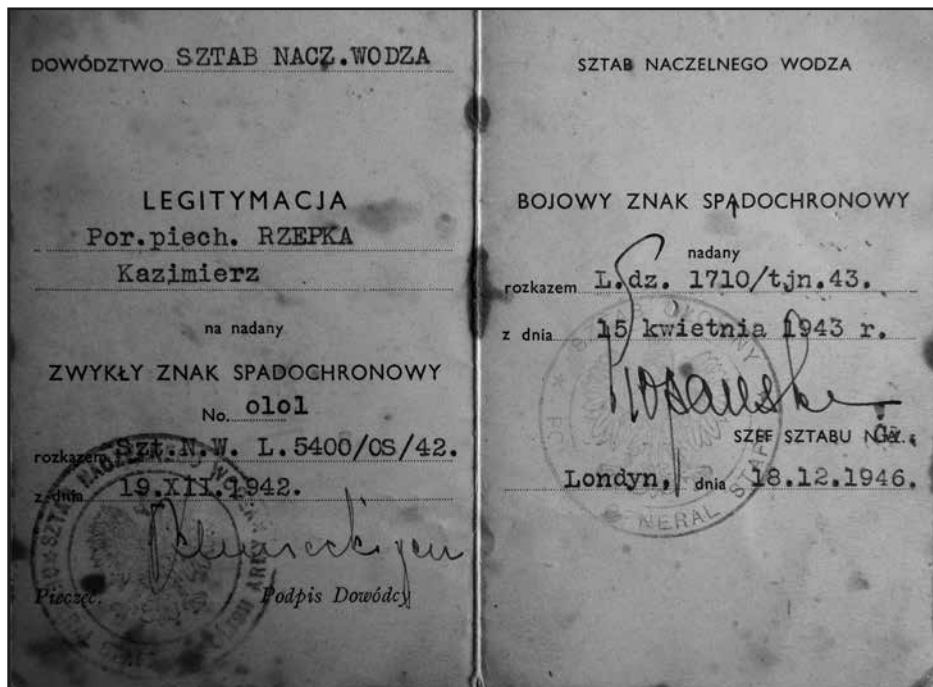 DOWÓDZTWO SZTAB NACZ.WODZA
LEGITYMACJA
Por.piech. RZEPKA
Kazimierz
na nadany
ZWYKŁY ZNAK SPADOCHRONOWY
No. 0101
rozkazem Szt.N.W. L.5400/OS/42.
z dnia 19.XII.1942.
Pieczęć. Podpis Dowódcy
SZTAB NACZELNEGO WODZA
BOJOWY ZNAK SPADOCHRONOWY
nadany
rozkazem L.dz. 1710/tjn.43.
z dnia 15 kwietnia 1943 r.
SZEF SZTABU
Londyn, dnia 18.12.1946.